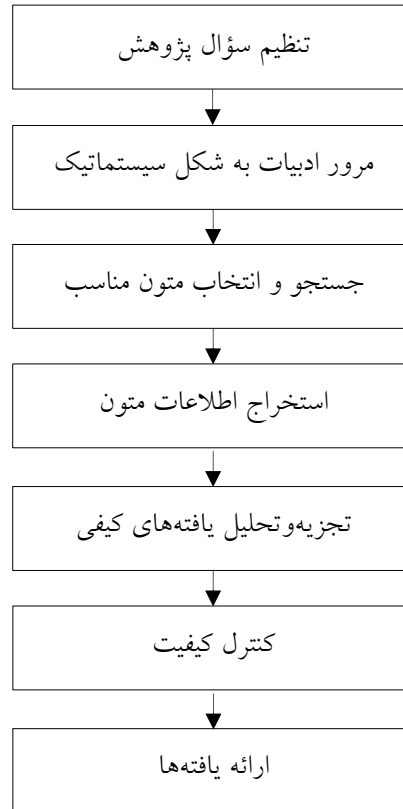 تنظیم سؤال پژوهش
مرور ادبیات به شکل سیستماتیک
جستجو و انتخاب متون مناسب
استخراج اطلاعات متون
تجزیه‌وتحلیل یافته‌های کیفی
کنترل کیفیت
ارائه یافته‌ها